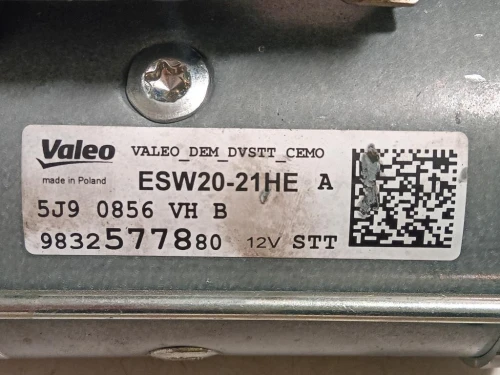 Valeo VALEO_DEM_DVSTT_CEMO
made in Poland ESW20-21HE A
5J9 0856 VH B
9832577880 12V STT